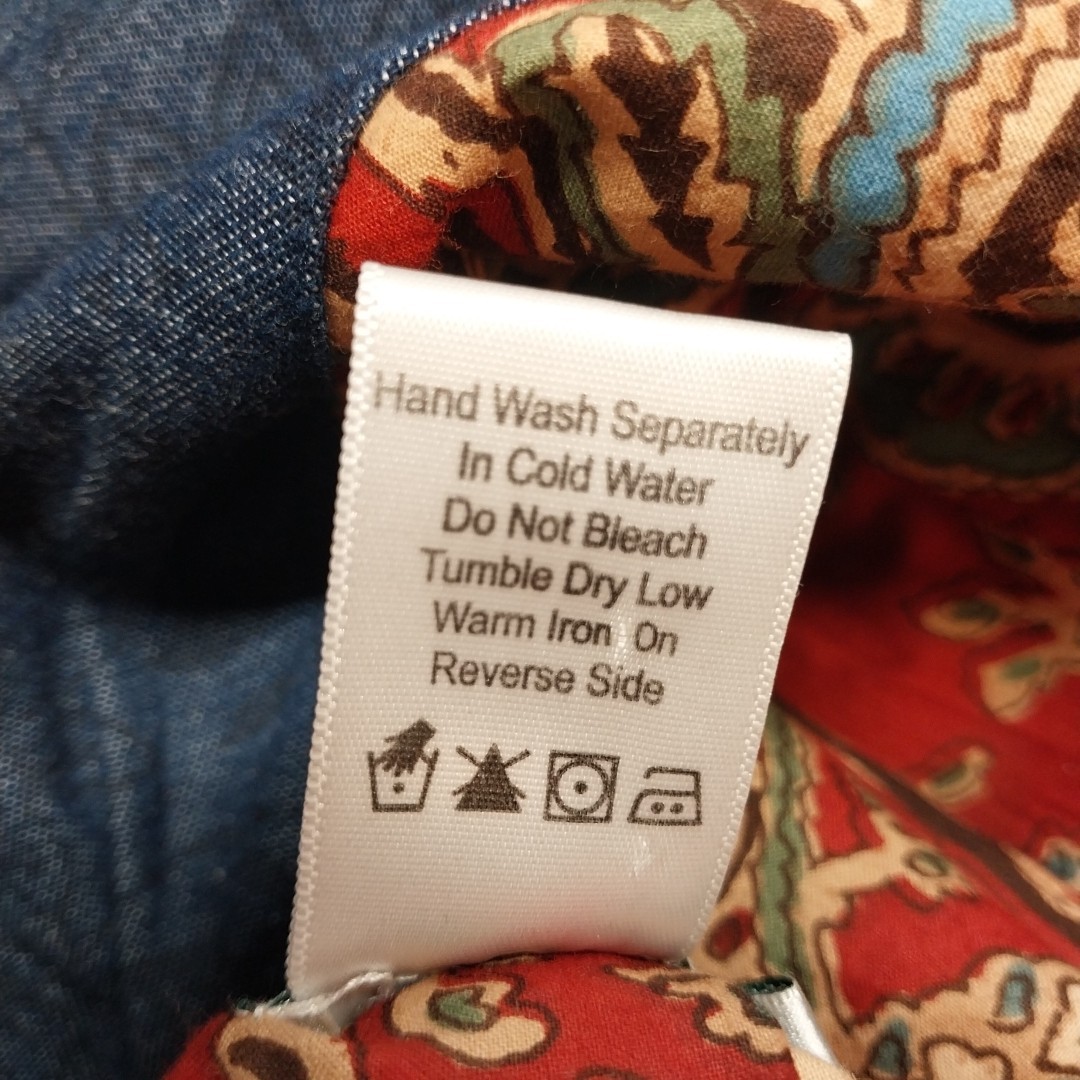 Hand Wash Separately
In Cold Water
Do Not Bleach
Tumble Dry Low
Warm Iron On
Reverse Side